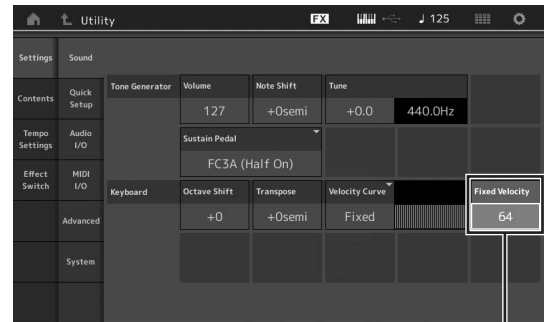 Utility FX ♩ 125
Settings Sound
Tone Generator Volume Note Shift Tune
127 +0semi +0.0 440.0Hz
Contents Quick
Setup
Sustain Pedal
FC3A (Half On)
Tempo
Settings Audio
I/O
Effect
Switch MIDI
I/O
Keyboard Octave Shift Transpose Velocity Curve Fixed Velocity
+0 +0semi Fixed 64
Advanced
System